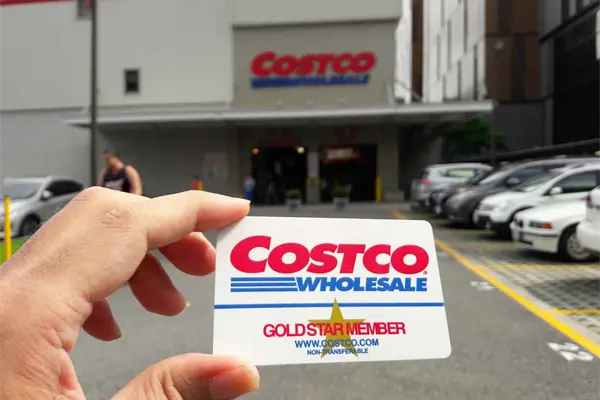 COSTCO
WHOLESALE
COSTCO
WHOLESALE
GOLD STAR MEMBER
WWW.COSTCO.COM
NON-TRANSFERABLE